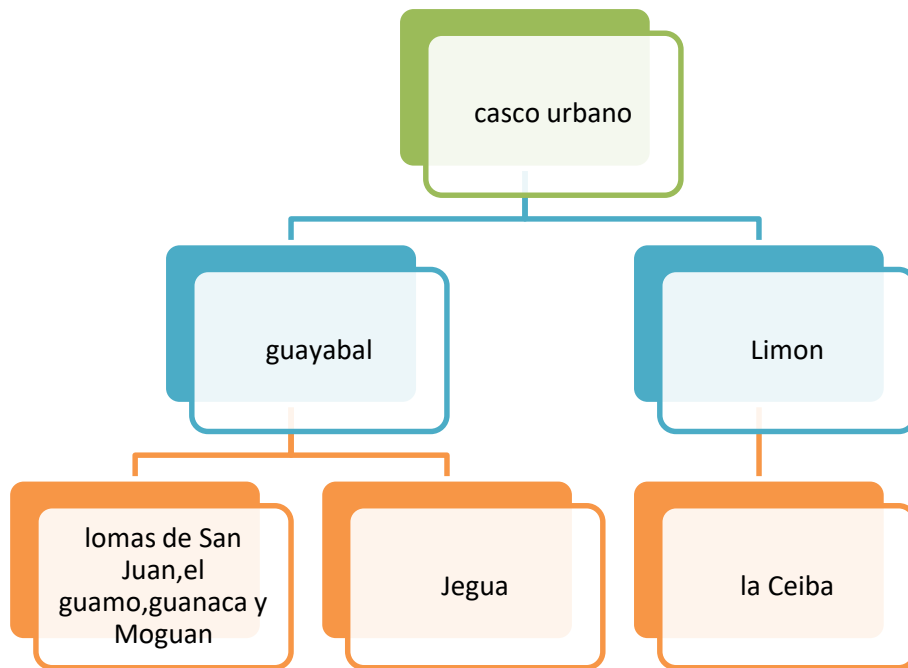 casco urbano
guayabal
Limon
lomas de San
Juan,el
guamo,guanaca y
Moguan
Jegua
la Ceiba